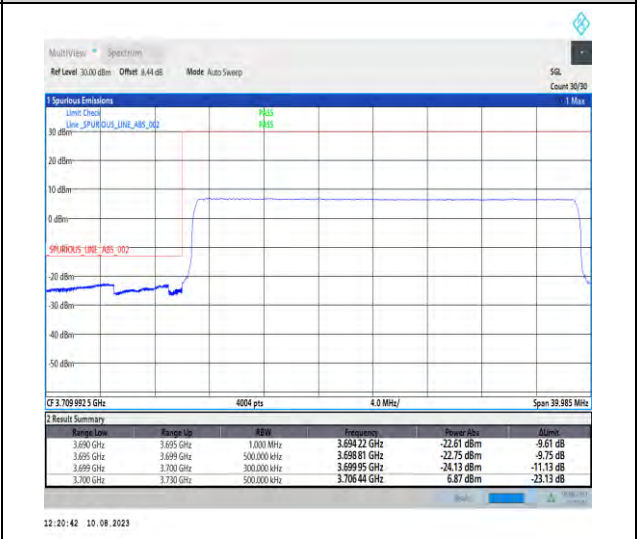 MultiView Spectrum
Ref Level 30.00 dBm Offset 8.44 dB Mode Auto Sweep SGL
Count 30/30
1 Spurious Emissions 1 Max
Limit Check PASS
Line _SPURIOUS_LINE_ABS_002 PASS
30 dBm
20 dBm
10 dBm
0 dBm
SPURIOUS_LINE_ABS_002
-20 dBm
-30 dBm
-40 dBm
-50 dBm
CF 3.709 992 5 GHz 4004 pts 4.0 MHz/ Span 39.985 MHz
2 Result Summary
Range Low Range Up RBW Frequency Power Abs ΔLimit
3.690 GHz 3.695 GHz 1.000 MHz 3.694 22 GHz -22.61 dBm -9.61 dB
3.695 GHz 3.699 GHz 500.000 kHz 3.698 81 GHz -22.75 dBm -9.75 dB
3.699 GHz 3.700 GHz 300.000 kHz 3.699 95 GHz -24.13 dBm -11.13 dB
3.700 GHz 3.730 GHz 500.000 kHz 3.706 44 GHz 6.87 dBm -23.13 dB
12:20:42 10.08.2023